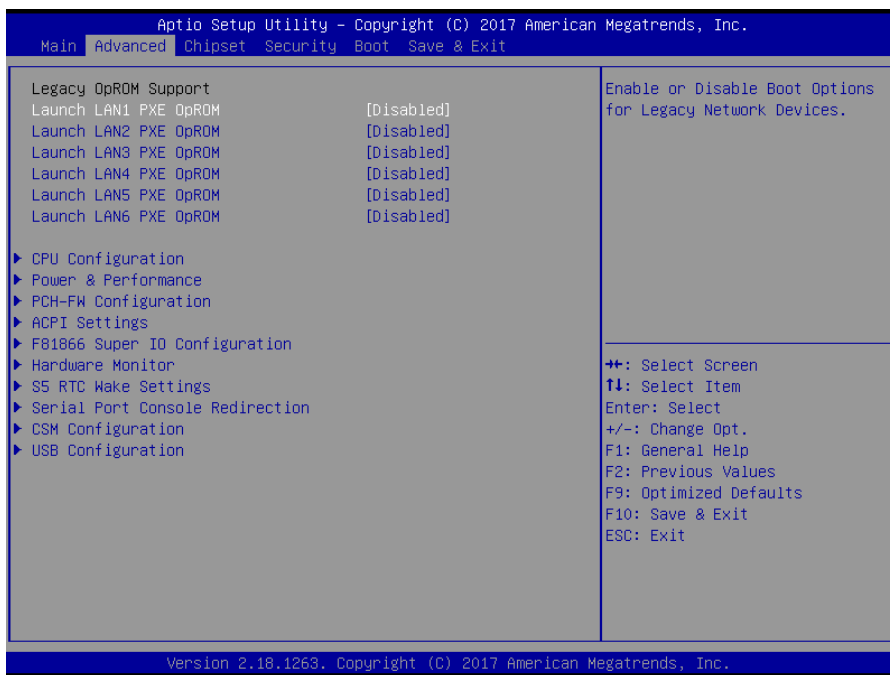 Aptio Setup Utility – Copyright (C) 2017 American Megatrends, Inc.
Main Advanced Chipset Security Boot Save & Exit
Legacy OpROM Support
Launch LAN1 PXE OpROM [Disabled]
Launch LAN2 PXE OpROM [Disabled]
Launch LAN3 PXE OpROM [Disabled]
Launch LAN4 PXE OpROM [Disabled]
Launch LAN5 PXE OpROM [Disabled]
Launch LAN6 PXE OpROM [Disabled]
CPU Configuration
Power & Performance
PCH-FW Configuration
ACPI Settings
F81866 Super IO Configuration
Hardware Monitor
S5 RTC Wake Settings
Serial Port Console Redirection
CSM Configuration
USB Configuration
Enable or Disable Boot Options
for Legacy Network Devices.
→←: Select Screen
↑↓: Select Item
Enter: Select
+/-: Change Opt.
F1: General Help
F2: Previous Values
F9: Optimized Defaults
F10: Save & Exit
ESC: Exit
Version 2.18.1263. Copyright (C) 2017 American Megatrends, Inc.